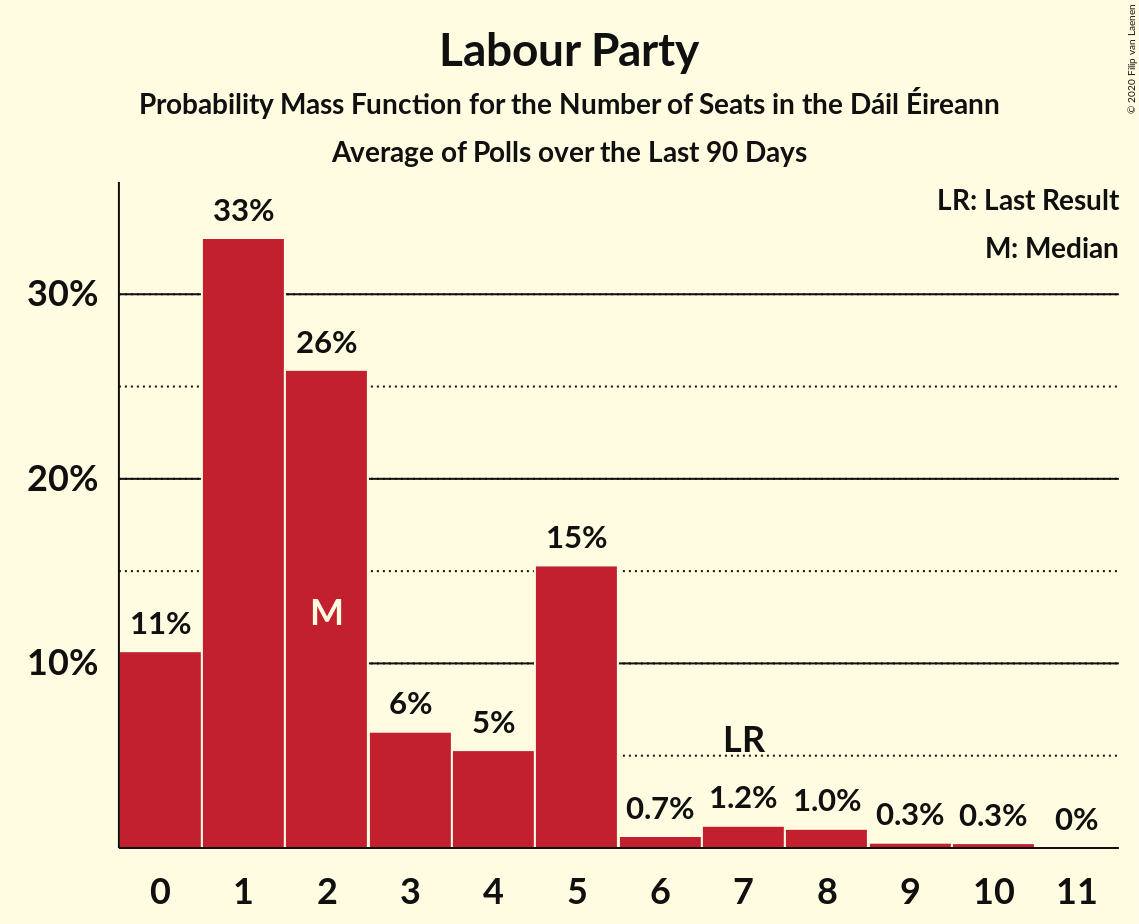 Labour Party
Probability Mass Function for the Number of Seats in the Dáil Éireann
Average of Polls over the Last 90 Days
© 2020 Filip van Laenen
LR: Last Result
M: Median
30%
20%
10%
11%
33%
26%
M
6%
5%
15%
0.7%
LR
1.2%
1.0%
0.3%
0.3%
0%
0 1 2 3 4 5 6 7 8 9 10 11